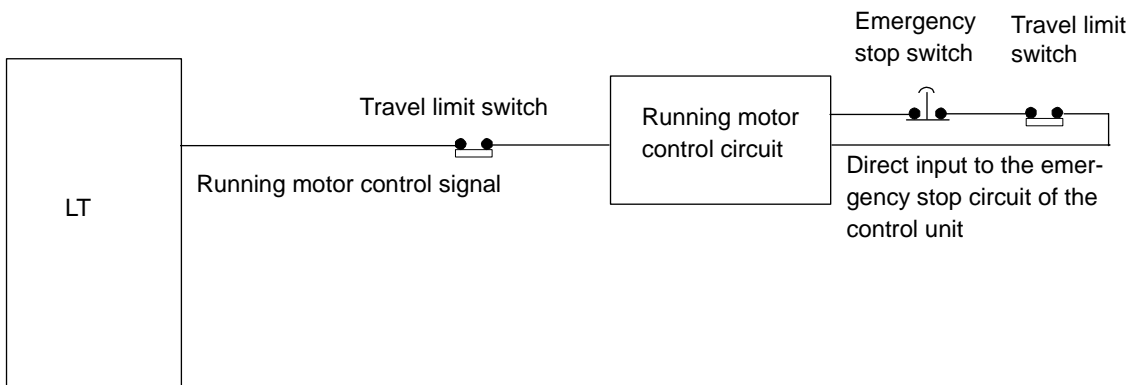 Emergency
stop switch
Travel limit
switch
Travel limit switch
Running motor
control circuit
Running motor control signal
Direct input to the emer-
gency stop circuit of the
control unit
LT